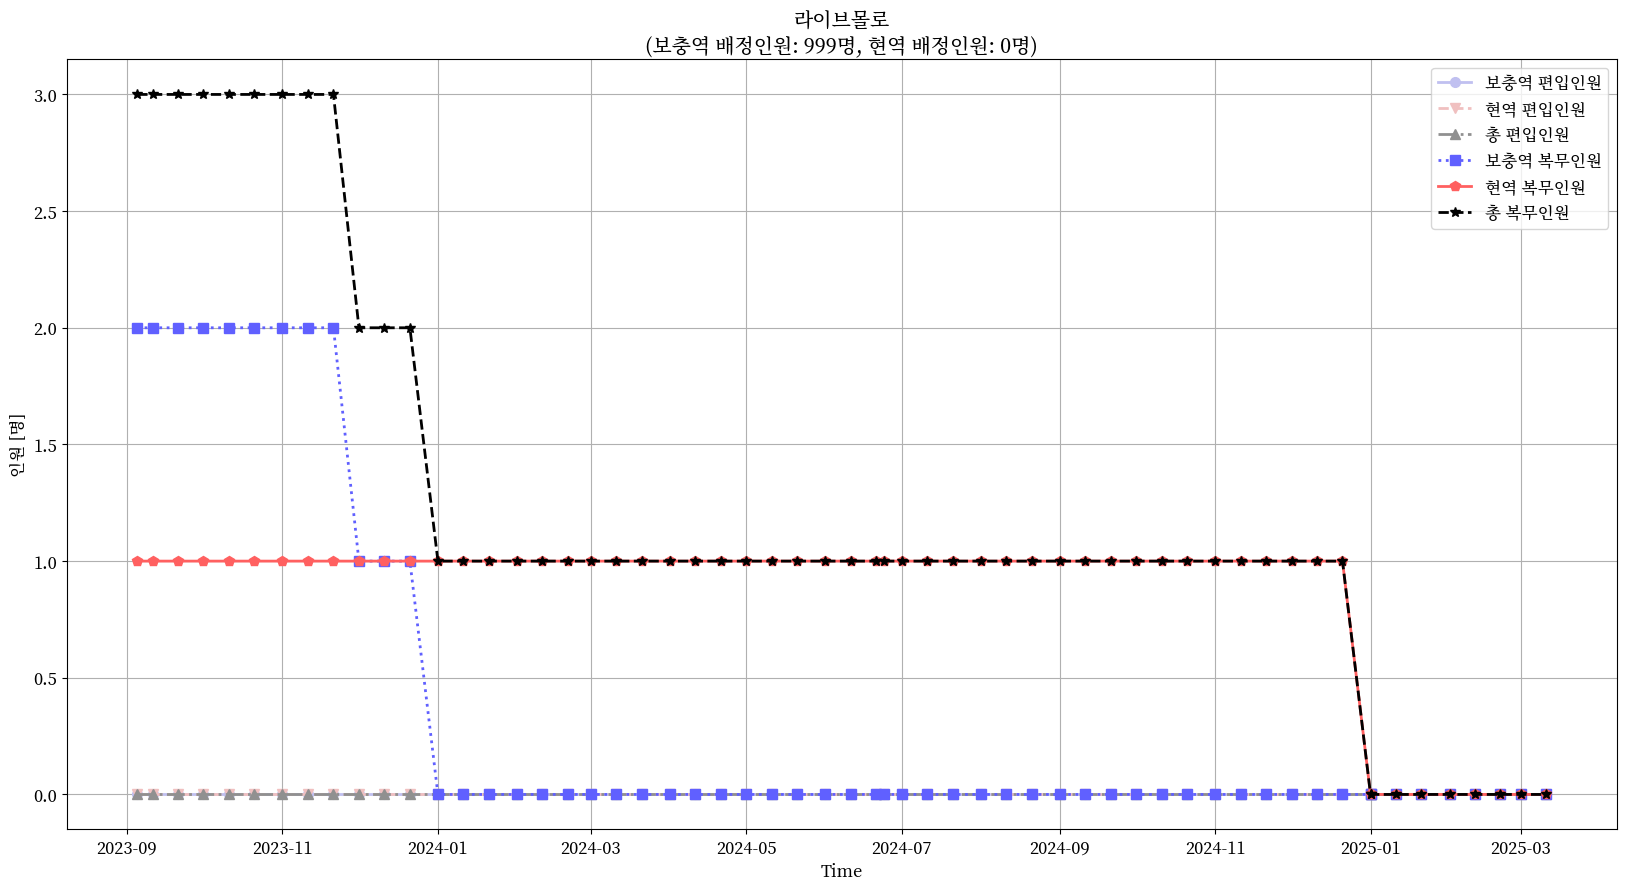 라이브몰로
(보충역 배정인원: 999명, 현역 배정인원: 0명)
보충역 편입인원
현역 편입인원
총 편입인원
보충역 복무인원
현역 복무인원
총 복무인원
인원 [명]
3.0
2.5
2.0
1.5
1.0
0.5
0.0
2023-09 2023-11 2024-01 2024-03 2024-05 2024-07 2024-09 2024-11 2025-01 2025-03
Time